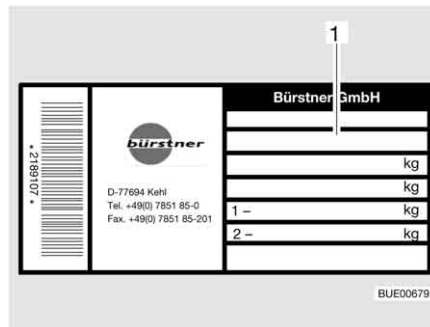 1
Bürstner GmbH
* 2189107 *
bürstner
D-77694 Kehl
Tel. +49(0) 7851 85-0
Fax. +49(0) 7851 85-201
kg
kg
1 – kg
2 – kg
BUE00679